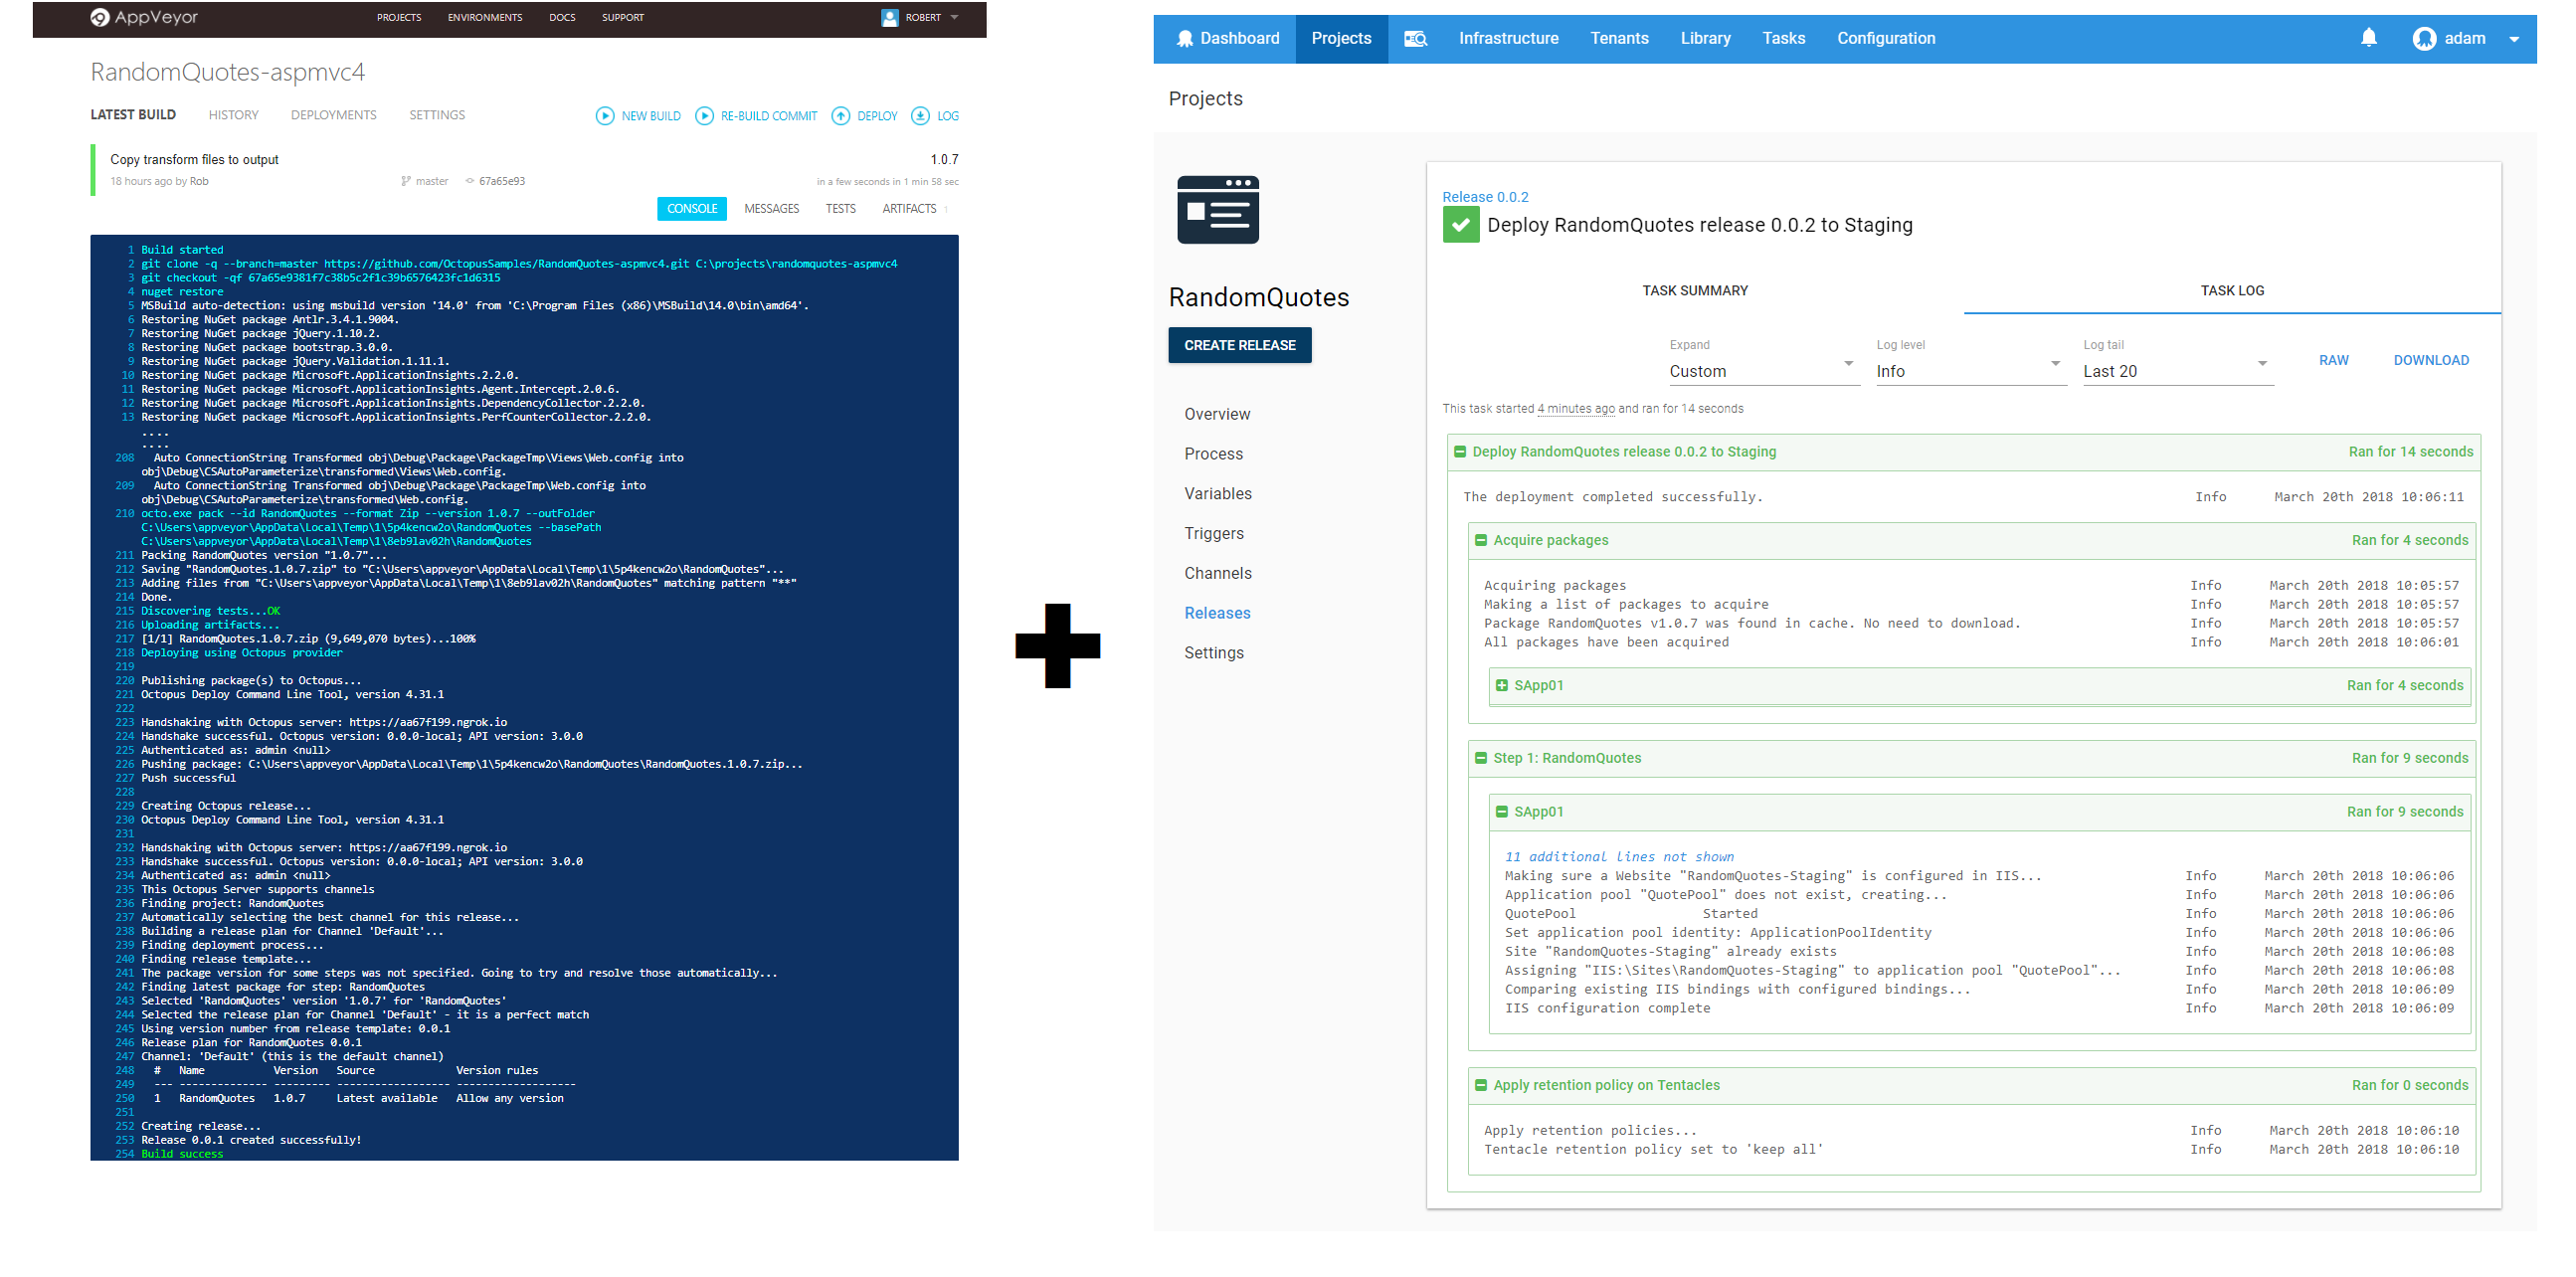 AppVeyor
PROJECTS ENVIRONMENTS DOCS SUPPORT
ROBERT
RandomQuotes-aspmvc4
LATEST BUILD HISTORY DEPLOYMENTS SETTINGS
NEW BUILD RE-BUILD COMMIT DEPLOY LOG
Copy transform files to output 1.0.7
18 hours ago by Rob master 67a65e93 in a few seconds in 1 min 58 sec
CONSOLE MESSAGES TESTS ARTIFACTS 1
1 Build started
2 git clone -q --branch=master https://github.com/OctopusSamples/RandomQuotes-aspmvc4.git C:\projects\randomquotes-aspmvc4
3 git checkout -qf 67a65e9381f7c38b5c2f1c39b6576423fc1d6315
4 nuget restore
5 MSBuild auto-detection: using msbuild version '14.0' from 'C:\Program Files (x86)\MSBuild\14.0\bin\amd64'.
6 Restoring NuGet package Antlr.3.4.1.9004.
7 Restoring NuGet package jQuery.1.10.2.
8 Restoring NuGet package bootstrap.3.0.0.
9 Restoring NuGet package jQuery.Validation.1.11.1.
10 Restoring NuGet package Microsoft.ApplicationInsights.2.2.0.
11 Restoring NuGet package Microsoft.ApplicationInsights.Agent.Intercept.2.0.6.
12 Restoring NuGet package Microsoft.ApplicationInsights.DependencyCollector.2.2.0.
13 Restoring NuGet package Microsoft.ApplicationInsights.PerfCounterCollector.2.2.0.
....
....
208 Auto ConnectionString Transformed obj\Debug\Package\PackageTmp\Views\Web.config into
obj\Debug\CSAutoParameterize\transformed\Views\Web.config.
209 Auto ConnectionString Transformed obj\Debug\Package\PackageTmp\Web.config into
obj\Debug\CSAutoParameterize\transformed\Web.config.
210 octo.exe pack --id RandomQuotes --format Zip --version 1.0.7 --outFolder
C:\Users\appveyor\AppData\Local\Temp\1\5p4kencw2o\RandomQuotes --basePath
C:\Users\appveyor\AppData\Local\Temp\1\8eb9lav02h\RandomQuotes
211 Packing RandomQuotes version "1.0.7"...
212 Saving "RandomQuotes.1.0.7.zip" to "C:\Users\appveyor\AppData\Local\Temp\1\5p4kencw2o\RandomQuotes"...
213 Adding files from "C:\Users\appveyor\AppData\Local\Temp\1\8eb9lav02h\RandomQuotes" matching pattern "**"
214 Done.
215 Discovering tests...OK
216 Uploading artifacts...
217 [1/1] RandomQuotes.1.0.7.zip (9,649,070 bytes)...100%
218 Deploying using Octopus provider
219
220 Publishing package(s) to Octopus...
221 Octopus Deploy Command Line Tool, version 4.31.1
222
223 Handshaking with Octopus server: https://aa67f199.ngrok.io
224 Handshake successful. Octopus version: 0.0.0-local; API version: 3.0.0
225 Authenticated as: admin <null>
226 Pushing package: C:\Users\appveyor\AppData\Local\Temp\1\5p4kencw2o\RandomQuotes\RandomQuotes.1.0.7.zip...
227 Push successful
228
229 Creating Octopus release...
230 Octopus Deploy Command Line Tool, version 4.31.1
231
232 Handshaking with Octopus server: https://aa67f199.ngrok.io
233 Handshake successful. Octopus version: 0.0.0-local; API version: 3.0.0
234 Authenticated as: admin <null>
235 This Octopus Server supports channels
236 Finding project: RandomQuotes
237 Automatically selecting the best channel for this release...
238 Building a release plan for Channel 'Default'...
239 Finding deployment process...
240 Finding release template...
241 The package version for some steps was not specified. Going to try and resolve those automatically...
242 Finding latest package for step: RandomQuotes
243 Selected 'RandomQuotes' version '1.0.7' for 'RandomQuotes'
244 Selected the release plan for Channel 'Default' - it is a perfect match
245 Using version number from release template: 0.0.1
246 Release plan for RandomQuotes 0.0.1
247 Channel: 'Default' (this is the default channel)
248 # Name Version Source Version rules
249 --- -------------- --------- ------------------ -------------------
250 1 RandomQuotes 1.0.7 Latest available Allow any version
251
252 Creating release...
253 Release 0.0.1 created successfully!
254 Build success
Dashboard Projects Infrastructure Tenants Library Tasks Configuration adam
Projects
RandomQuotes
CREATE RELEASE
Overview
Process
Variables
Triggers
Channels
Releases
Settings
Release 0.0.2
Deploy RandomQuotes release 0.0.2 to Staging
TASK SUMMARY TASK LOG
Expand Log level Log tail
Custom Info Last 20 RAW DOWNLOAD
This task started 4 minutes ago and ran for 14 seconds
Deploy RandomQuotes release 0.0.2 to Staging Ran for 14 seconds
The deployment completed successfully. Info March 20th 2018 10:06:11
Acquire packages Ran for 4 seconds
Acquiring packages Info March 20th 2018 10:05:57
Making a list of packages to acquire Info March 20th 2018 10:05:57
Package RandomQuotes v1.0.7 was found in cache. No need to download. Info March 20th 2018 10:05:57
All packages have been acquired Info March 20th 2018 10:06:01
SApp01 Ran for 4 seconds
Step 1: RandomQuotes Ran for 9 seconds
SApp01 Ran for 9 seconds
11 additional lines not shown
Making sure a Website "RandomQuotes-Staging" is configured in IIS... Info March 20th 2018 10:06:06
Application pool "QuotePool" does not exist, creating... Info March 20th 2018 10:06:06
QuotePool Started Info March 20th 2018 10:06:06
Set application pool identity: ApplicationPoolIdentity Info March 20th 2018 10:06:06
Site "RandomQuotes-Staging" already exists Info March 20th 2018 10:06:08
Assigning "IIS:\Sites\RandomQuotes-Staging" to application pool "QuotePool"... Info March 20th 2018 10:06:08
Comparing existing IIS bindings with configured bindings... Info March 20th 2018 10:06:09
IIS configuration complete Info March 20th 2018 10:06:09
Apply retention policy on Tentacles Ran for 0 seconds
Apply retention policies... Info March 20th 2018 10:06:10
Tentacle retention policy set to 'keep all' Info March 20th 2018 10:06:10